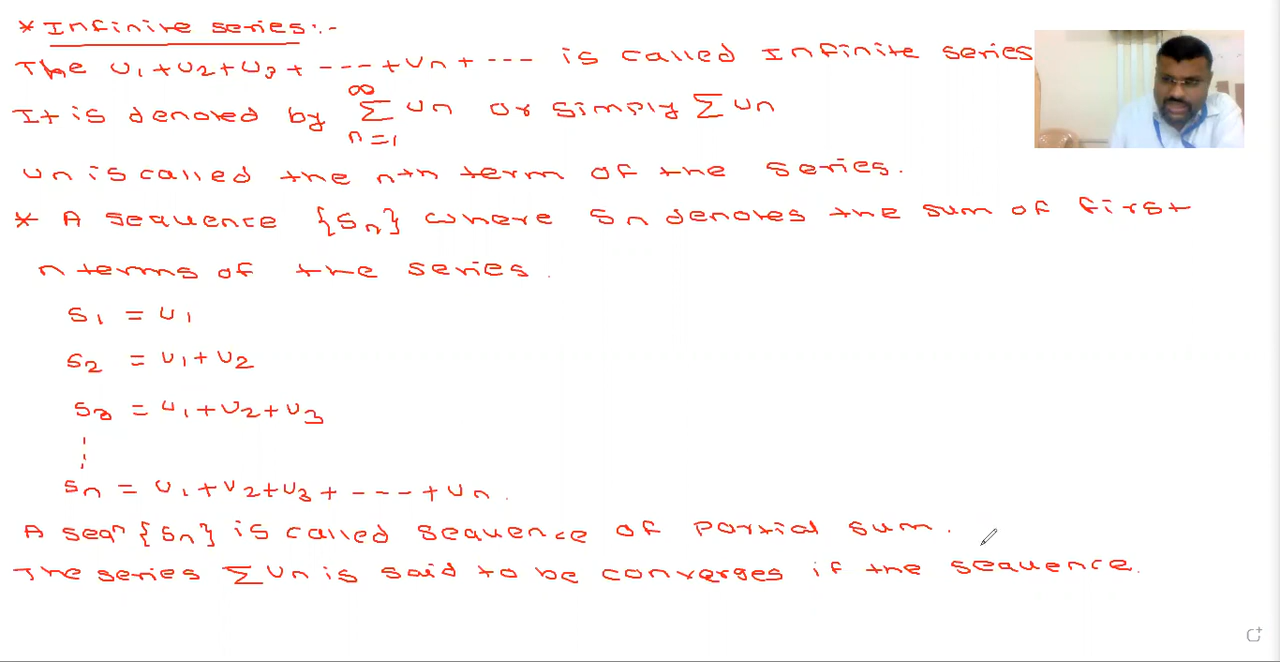 * Infinite series:-
The u₁+u₂+u₃+----+un+--- is called Infinite series
It is denoted by ∞∑n=1 un or simply ∑un
un is called the nth term of the series.
* A sequence {Sn} where Sn denotes the sum of first
n terms of the series.
S₁ = u₁
S₂ = u₁+u₂
S₃ = u₁+u₂+u₃
Sn = u₁+u₂+u₃+----+un.
A seqn {Sn} is called sequence of partial sum.
The series ∑un is said to be converges if the sequence.